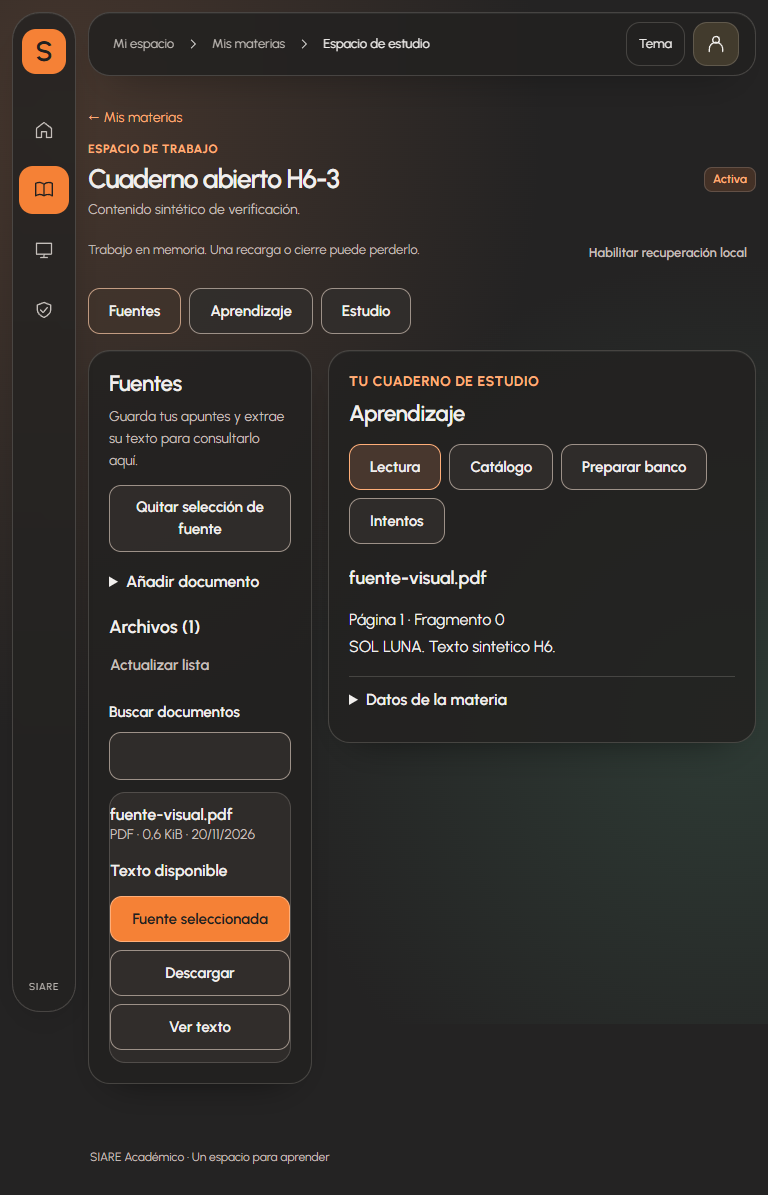 S
Mi espacio
Mis materias
Espacio de estudio
Tema
← Mis materias
ESPACIO DE TRABAJO
Cuaderno abierto H6-3
Activa
Contenido sintético de verificación.
Trabajo en memoria. Una recarga o cierre puede perderlo.
Habilitar recuperación local
Fuentes
Aprendizaje
Estudio
Fuentes
Guarda tus apuntes y extrae
su texto para consultarlo
aquí.
Quitar selección de
fuente
Añadir documento
Archivos (1)
Actualizar lista
Buscar documentos
fuente-visual.pdf
PDF · 0,6 KiB · 20/11/2026
Texto disponible
Fuente seleccionada
Descargar
Ver texto
TU CUADERNO DE ESTUDIO
Aprendizaje
Lectura
Catálogo
Preparar banco
Intentos
fuente-visual.pdf
Página 1 · Fragmento 0
SOL LUNA. Texto sintetico H6.
Datos de la materia
SIARE
SIARE Académico · Un espacio para aprender